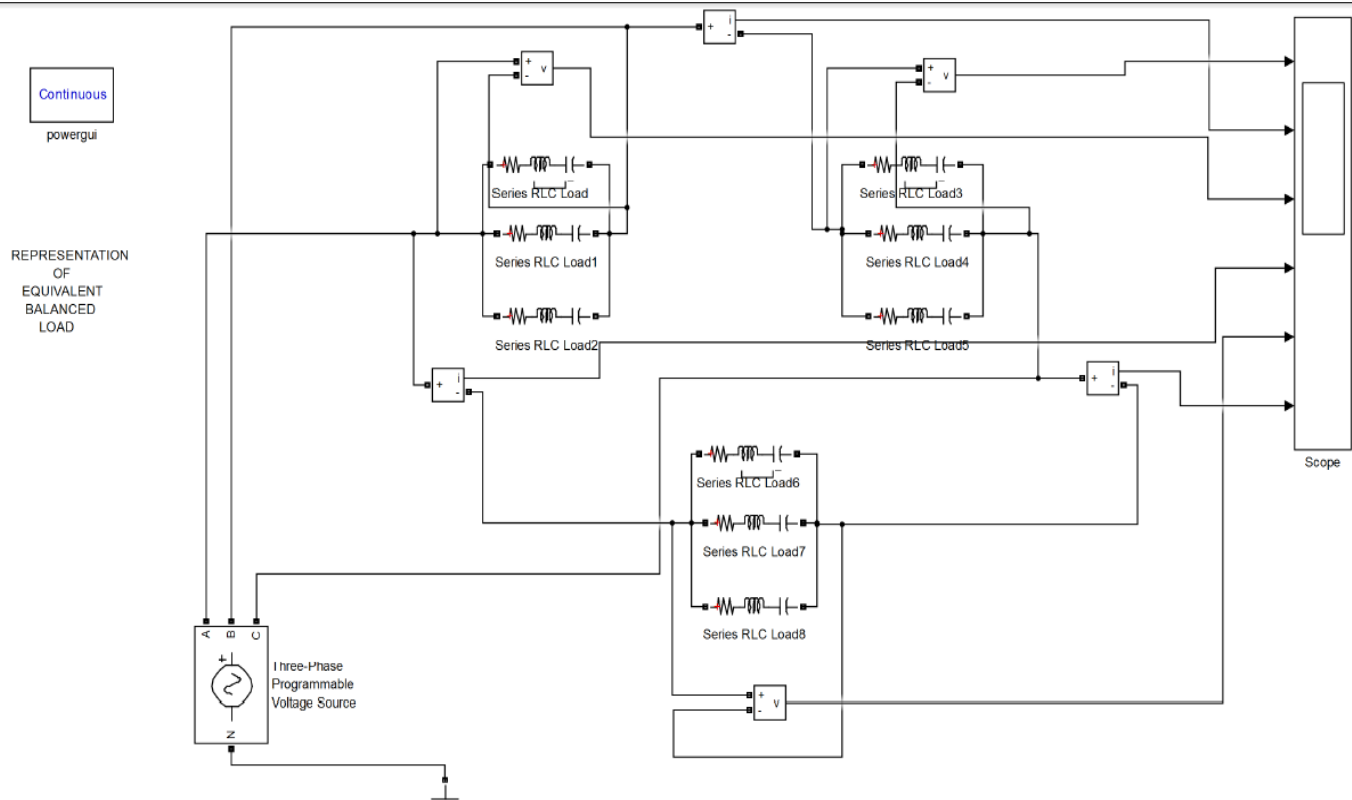 Continuous
powergui
REPRESENTATION
OF
EQUIVALENT
BALANCED
LOAD
+ i -
+ v -
+ v -
Series RLC Load
Series RLC Load3
Series RLC Load1
Series RLC Load4
Series RLC Load2
Series RLC Load5
+ i -
+ i -
Scope
Series RLC Load6
Series RLC Load7
Series RLC Load8
A B C
+
N
Three-Phase
Programmable
Voltage Source
+ v -